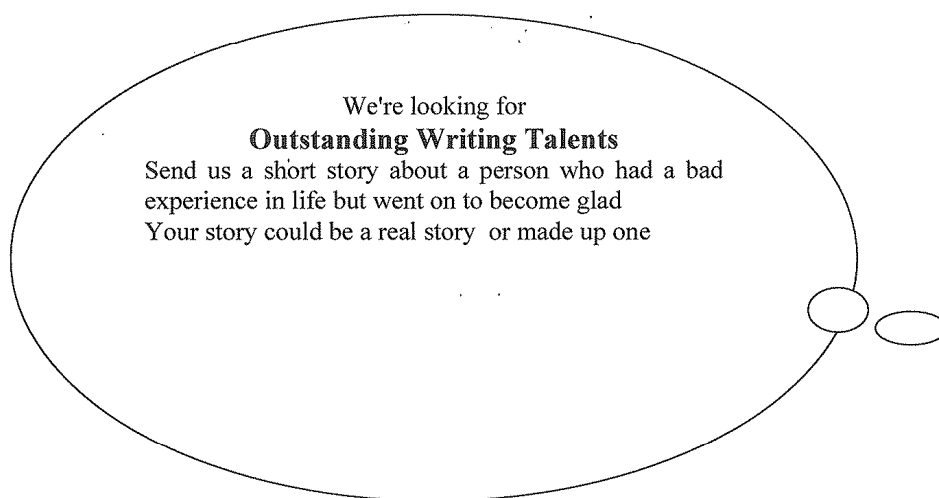 We're looking for
Outstanding Writing Talents
Send us a short story about a person who had a bad
experience in life but went on to become glad
Your story could be a real story or made up one